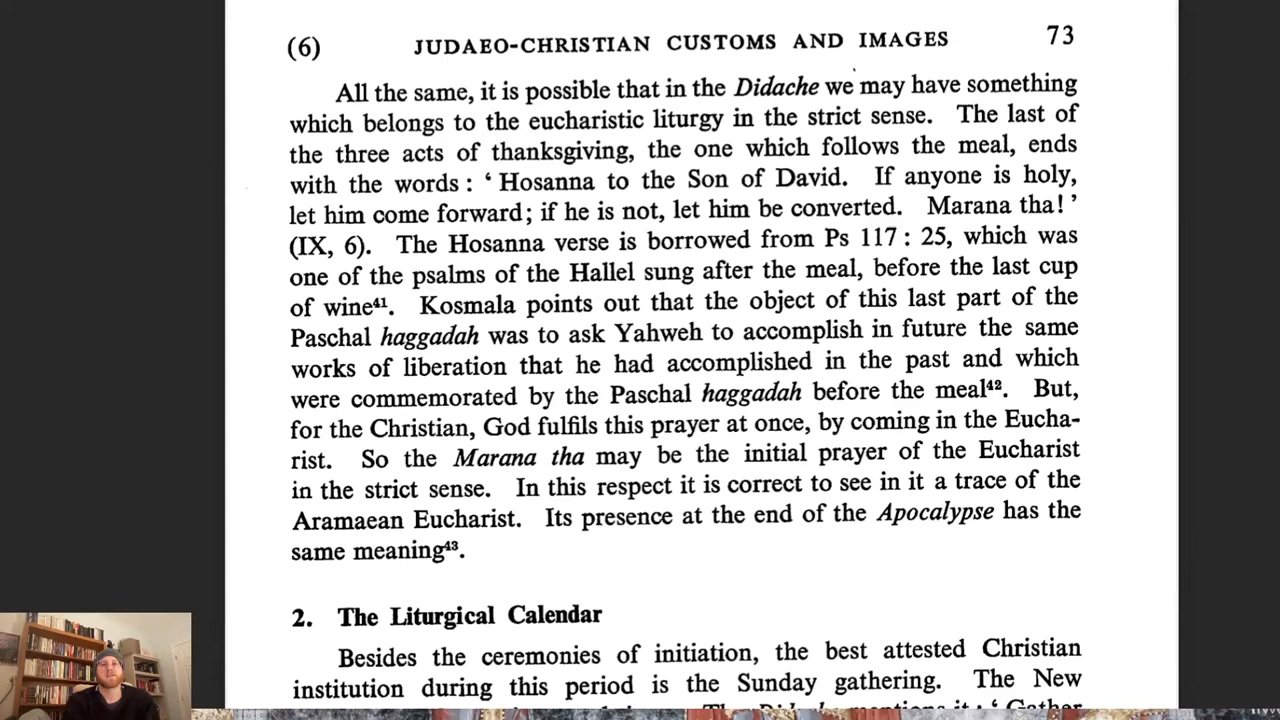 (6) JUDAEO-CHRISTIAN CUSTOMS AND IMAGES 73
All the same, it is possible that in the Didache we may have something
which belongs to the eucharistic liturgy in the strict sense. The last of
the three acts of thanksgiving, the one which follows the meal, ends
with the words : ‘ Hosanna to the Son of David. If anyone is holy,
let him come forward; if he is not, let him be converted. Marana tha! ’
(IX, 6). The Hosanna verse is borrowed from Ps 117 : 25, which was
one of the psalms of the Hallel sung after the meal, before the last cup
of wine⁴¹. Kosmala points out that the object of this last part of the
Paschal haggadah was to ask Yahweh to accomplish in future the same
works of liberation that he had accomplished in the past and which
were commemorated by the Paschal haggadah before the meal⁴². But,
for the Christian, God fulfils this prayer at once, by coming in the Eucha-
rist. So the Marana tha may be the initial prayer of the Eucharist
in the strict sense. In this respect it is correct to see in it a trace of the
Aramaean Eucharist. Its presence at the end of the Apocalypse has the
same meaning⁴³.
2. The Liturgical Calendar
Besides the ceremonies of initiation, the best attested Christian
institution during this period is the Sunday gathering. The New